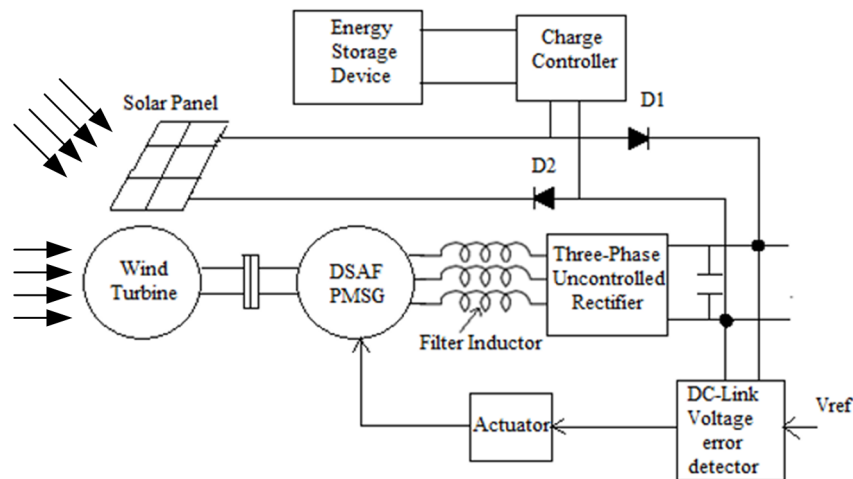 Energy
Storage
Device
Charge
Controller
Solar Panel
D1
D2
Wind
Turbine
DSAF
PMSG
Three-Phase
Uncontrolled
Rectifier
Filter Inductor
Actuator
DC-Link
Voltage
error
detector
Vref